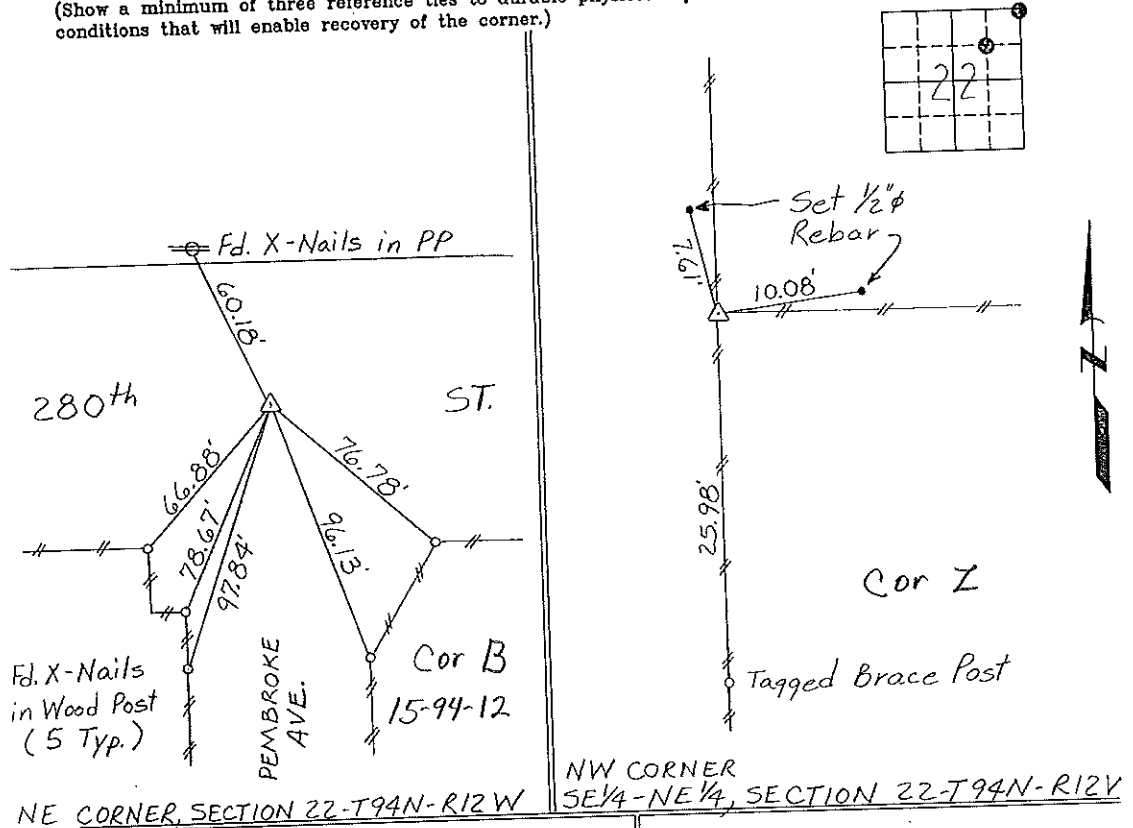 (Show a minimum of three reference ties to durable
conditions that will enable recovery of the corner.)
22
Fd. X-Nails in PP
60.18'
280th
ST.
66.88'
78.67'
97.84'
96.13'
76.78'
Fd. X-Nails
in Wood Post
(5 Typ.)
PEMBROKE
AVE.
Cor B
15-94-12
NE CORNER, SECTION 22-T94N-R12W
Set 1/2"φ
Rebar
7.61'
10.08'
25.98'
Cor Z
Tagged Brace Post
NW CORNER
SE1/4-NE1/4, SECTION 22-T94N-R12V
N